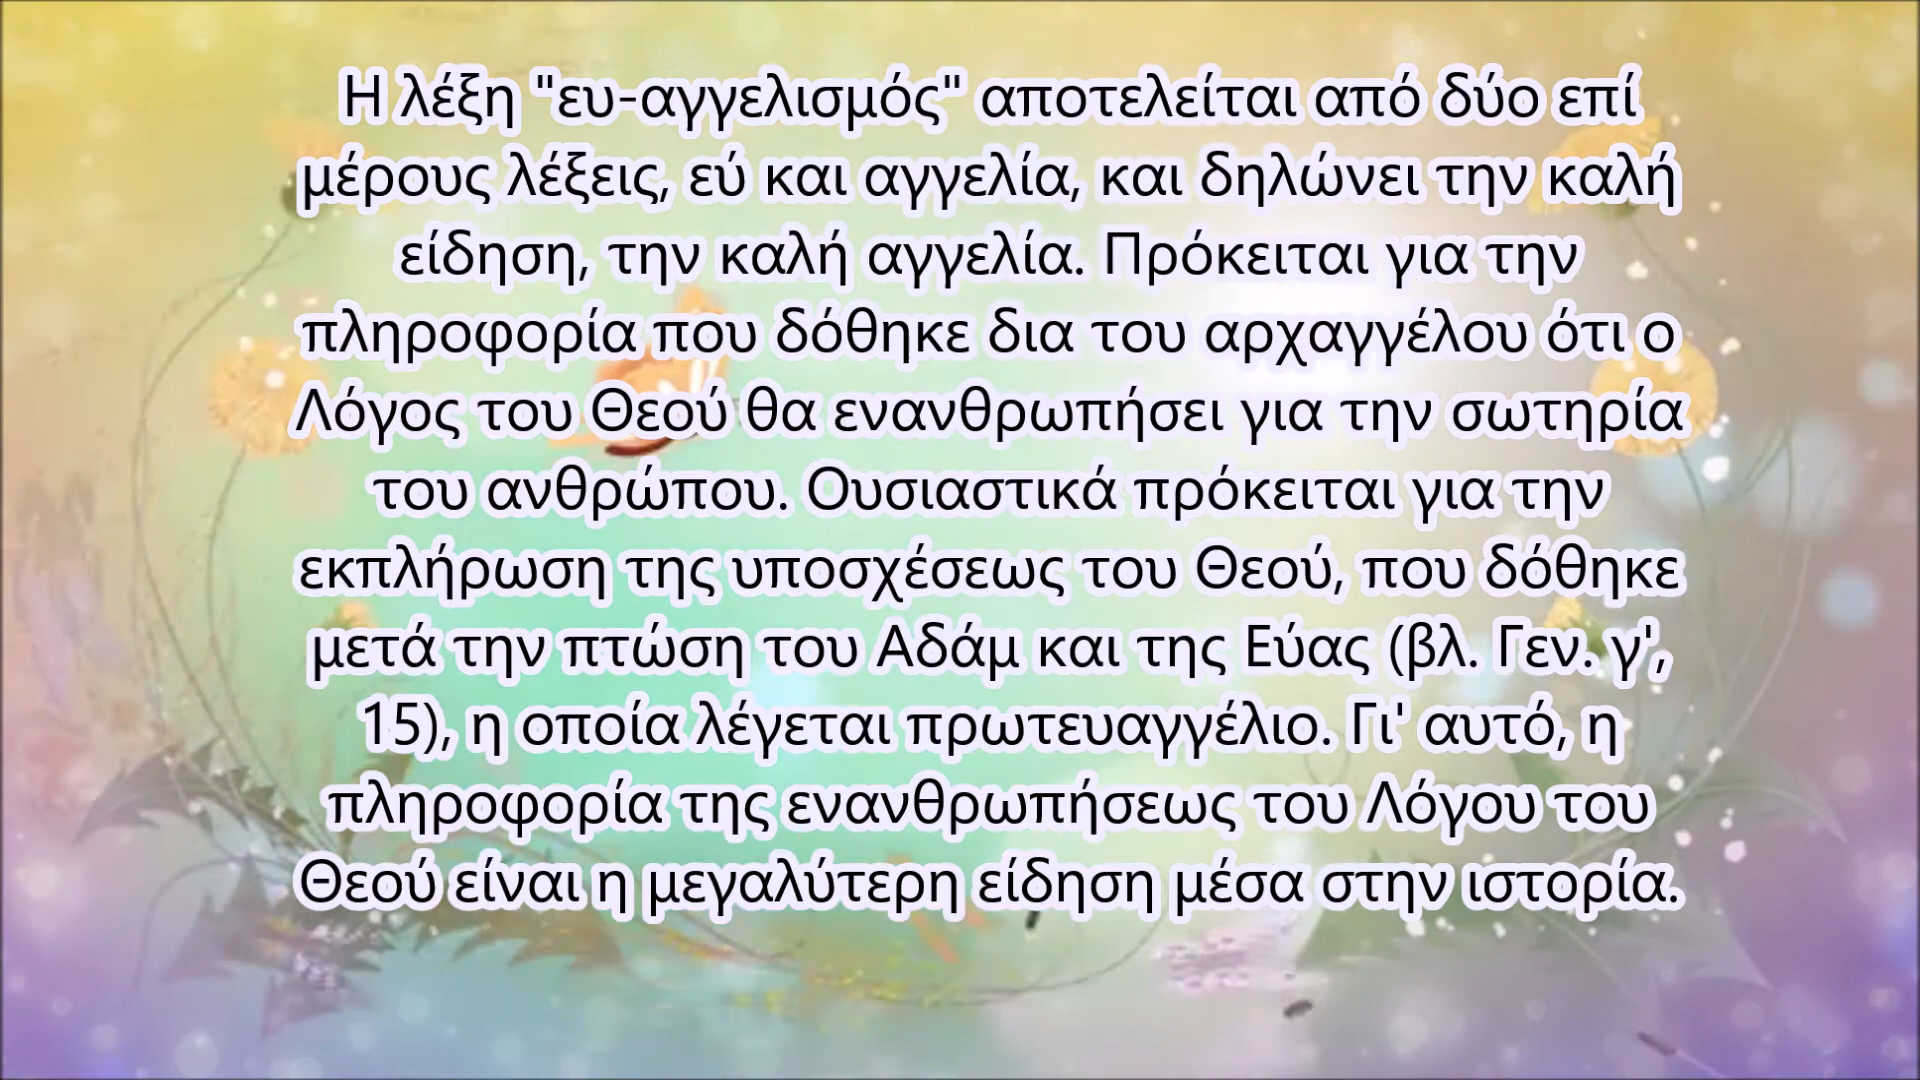 Η λέξη "ευ-αγγελισμός" αποτελείται από δύο επί
μέρους λέξεις, εύ και αγγελία, και δηλώνει την καλή
είδηση, την καλή αγγελία. Πρόκειται για την
πληροφορία που δόθηκε δια του αρχαγγέλου ότι ο
Λόγος του Θεού θα ενανθρωπήσει για την σωτηρία
του ανθρώπου. Ουσιαστικά πρόκειται για την
εκπλήρωση της υποσχέσεως του Θεού, που δόθηκε
μετά την πτώση του Αδάμ και της Εύας (βλ. Γεν. γ',
15), η οποία λέγεται πρωτευαγγέλιο. Γι' αυτό, η
πληροφορία της ενανθρωπήσεως του Λόγου του
Θεού είναι η μεγαλύτερη είδηση μέσα στην ιστορία.